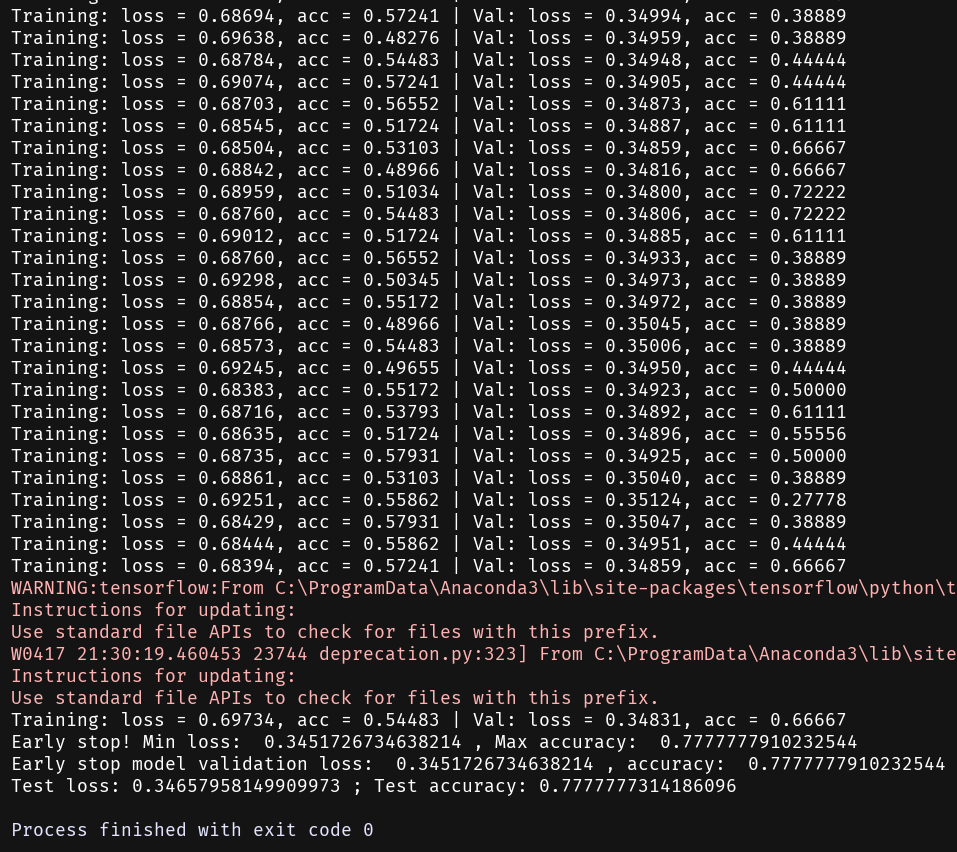 Training: loss = 0.68694, acc = 0.57241 | Val: loss = 0.34994, acc = 0.38889
Training: loss = 0.69638, acc = 0.48276 | Val: loss = 0.34959, acc = 0.38889
Training: loss = 0.68784, acc = 0.54483 | Val: loss = 0.34948, acc = 0.44444
Training: loss = 0.69074, acc = 0.57241 | Val: loss = 0.34905, acc = 0.44444
Training: loss = 0.68703, acc = 0.56552 | Val: loss = 0.34873, acc = 0.61111
Training: loss = 0.68545, acc = 0.51724 | Val: loss = 0.34887, acc = 0.61111
Training: loss = 0.68504, acc = 0.53103 | Val: loss = 0.34859, acc = 0.66667
Training: loss = 0.68842, acc = 0.48966 | Val: loss = 0.34816, acc = 0.66667
Training: loss = 0.68959, acc = 0.51034 | Val: loss = 0.34800, acc = 0.72222
Training: loss = 0.68760, acc = 0.54483 | Val: loss = 0.34806, acc = 0.72222
Training: loss = 0.69012, acc = 0.51724 | Val: loss = 0.34885, acc = 0.61111
Training: loss = 0.68760, acc = 0.56552 | Val: loss = 0.34933, acc = 0.38889
Training: loss = 0.69298, acc = 0.50345 | Val: loss = 0.34973, acc = 0.38889
Training: loss = 0.68854, acc = 0.55172 | Val: loss = 0.34972, acc = 0.38889
Training: loss = 0.68766, acc = 0.48966 | Val: loss = 0.35045, acc = 0.38889
Training: loss = 0.68573, acc = 0.54483 | Val: loss = 0.35006, acc = 0.38889
Training: loss = 0.69245, acc = 0.49655 | Val: loss = 0.34950, acc = 0.44444
Training: loss = 0.68383, acc = 0.55172 | Val: loss = 0.34923, acc = 0.50000
Training: loss = 0.68716, acc = 0.53793 | Val: loss = 0.34892, acc = 0.61111
Training: loss = 0.68635, acc = 0.51724 | Val: loss = 0.34896, acc = 0.55556
Training: loss = 0.68735, acc = 0.57931 | Val: loss = 0.34925, acc = 0.50000
Training: loss = 0.68861, acc = 0.53103 | Val: loss = 0.35040, acc = 0.38889
Training: loss = 0.69251, acc = 0.55862 | Val: loss = 0.35124, acc = 0.27778
Training: loss = 0.68429, acc = 0.57931 | Val: loss = 0.35047, acc = 0.38889
Training: loss = 0.68444, acc = 0.55862 | Val: loss = 0.34951, acc = 0.44444
Training: loss = 0.68394, acc = 0.57241 | Val: loss = 0.34859, acc = 0.66667
WARNING:tensorflow:From C:\ProgramData\Anaconda3\lib\site-packages\tensorflow\python\t
Instructions for updating:
Use standard file APIs to check for files with this prefix.
W0417 21:30:19.460453 23744 deprecation.py:323] From C:\ProgramData\Anaconda3\lib\site
Instructions for updating:
Use standard file APIs to check for files with this prefix.
Training: loss = 0.69734, acc = 0.54483 | Val: loss = 0.34831, acc = 0.66667
Early stop! Min loss:  0.3451726734638214 , Max accuracy:  0.7777777910232544
Early stop model validation loss:  0.3451726734638214 , accuracy:  0.7777777910232544
Test loss: 0.34657958149909973 ; Test accuracy: 0.7777777314186096
Process finished with exit code 0